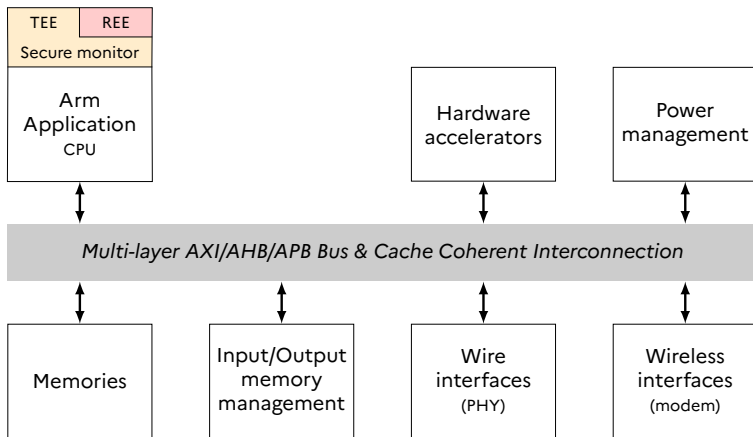 TEE REE
Secure monitor
Arm
Application
CPU
Hardware
accelerators
Power
management
Multi-layer AXI/AHB/APB Bus & Cache Coherent Interconnection
Memories
Input/Output
memory
management
Wire
interfaces
(PHY)
Wireless
interfaces
(modem)